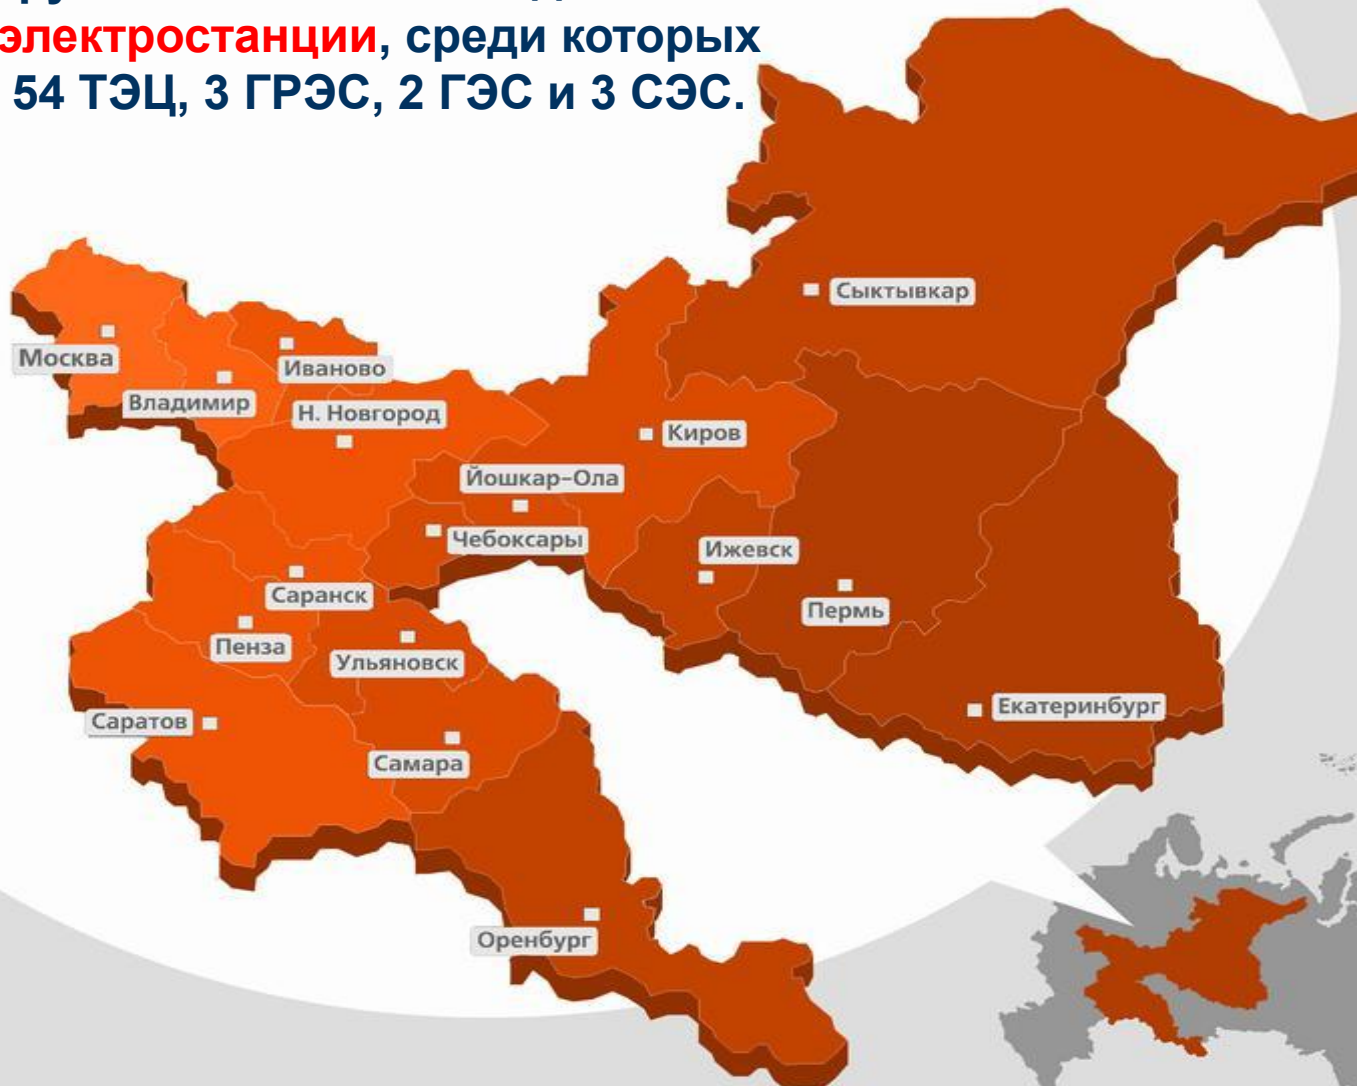 электростанции, среди которых
54 ТЭЦ, 3 ГРЭС, 2 ГЭС и 3 СЭС.
Сыктывкар
Москва
Иваново
Владимир
Н. Новгород
Киров
Йошкар-Ола
Чебоксары
Ижевск
Саранск
Пермь
Пенза
Ульяновск
Екатеринбург
Саратов
Самара
Оренбург